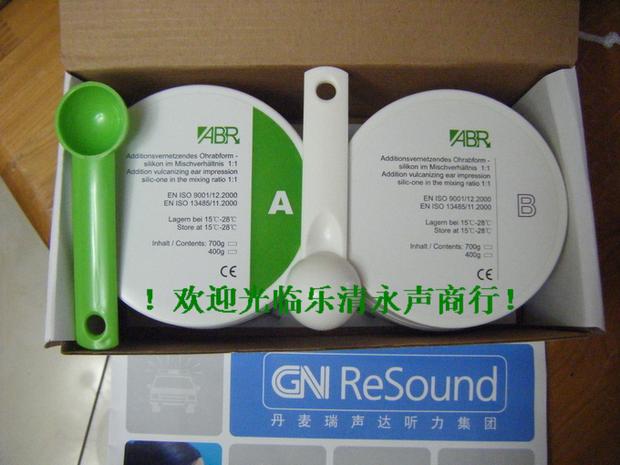 ABR
Additionsvernetzendes Ohrabform -
silikon im Mischverhältnis 1:1
Addition vulcanizing ear impression
silic-one in the mixing ratio 1:1
EN ISO 9001/12.2000
EN ISO 13485/11.2000
Lagern bei 15℃-28℃
Store at 15℃-28℃
Inhalt / Contents: 700g
400g
CE
A
ABR
Additionsvernetzendes Ohrabform -
silikon im Mischverhältnis 1:1
Addition vulcanizing ear impression
silic-one in the mixing ratio 1:1
EN ISO 9001/12.2000
EN ISO 13485/11.2000
Lagern bei 15℃-28℃
Store at 15℃-28℃
Inhalt / Contents: 700g
400g
CE
B
！欢迎光临乐清永声商行！
GN ReSound
丹麦瑞声达听力集团